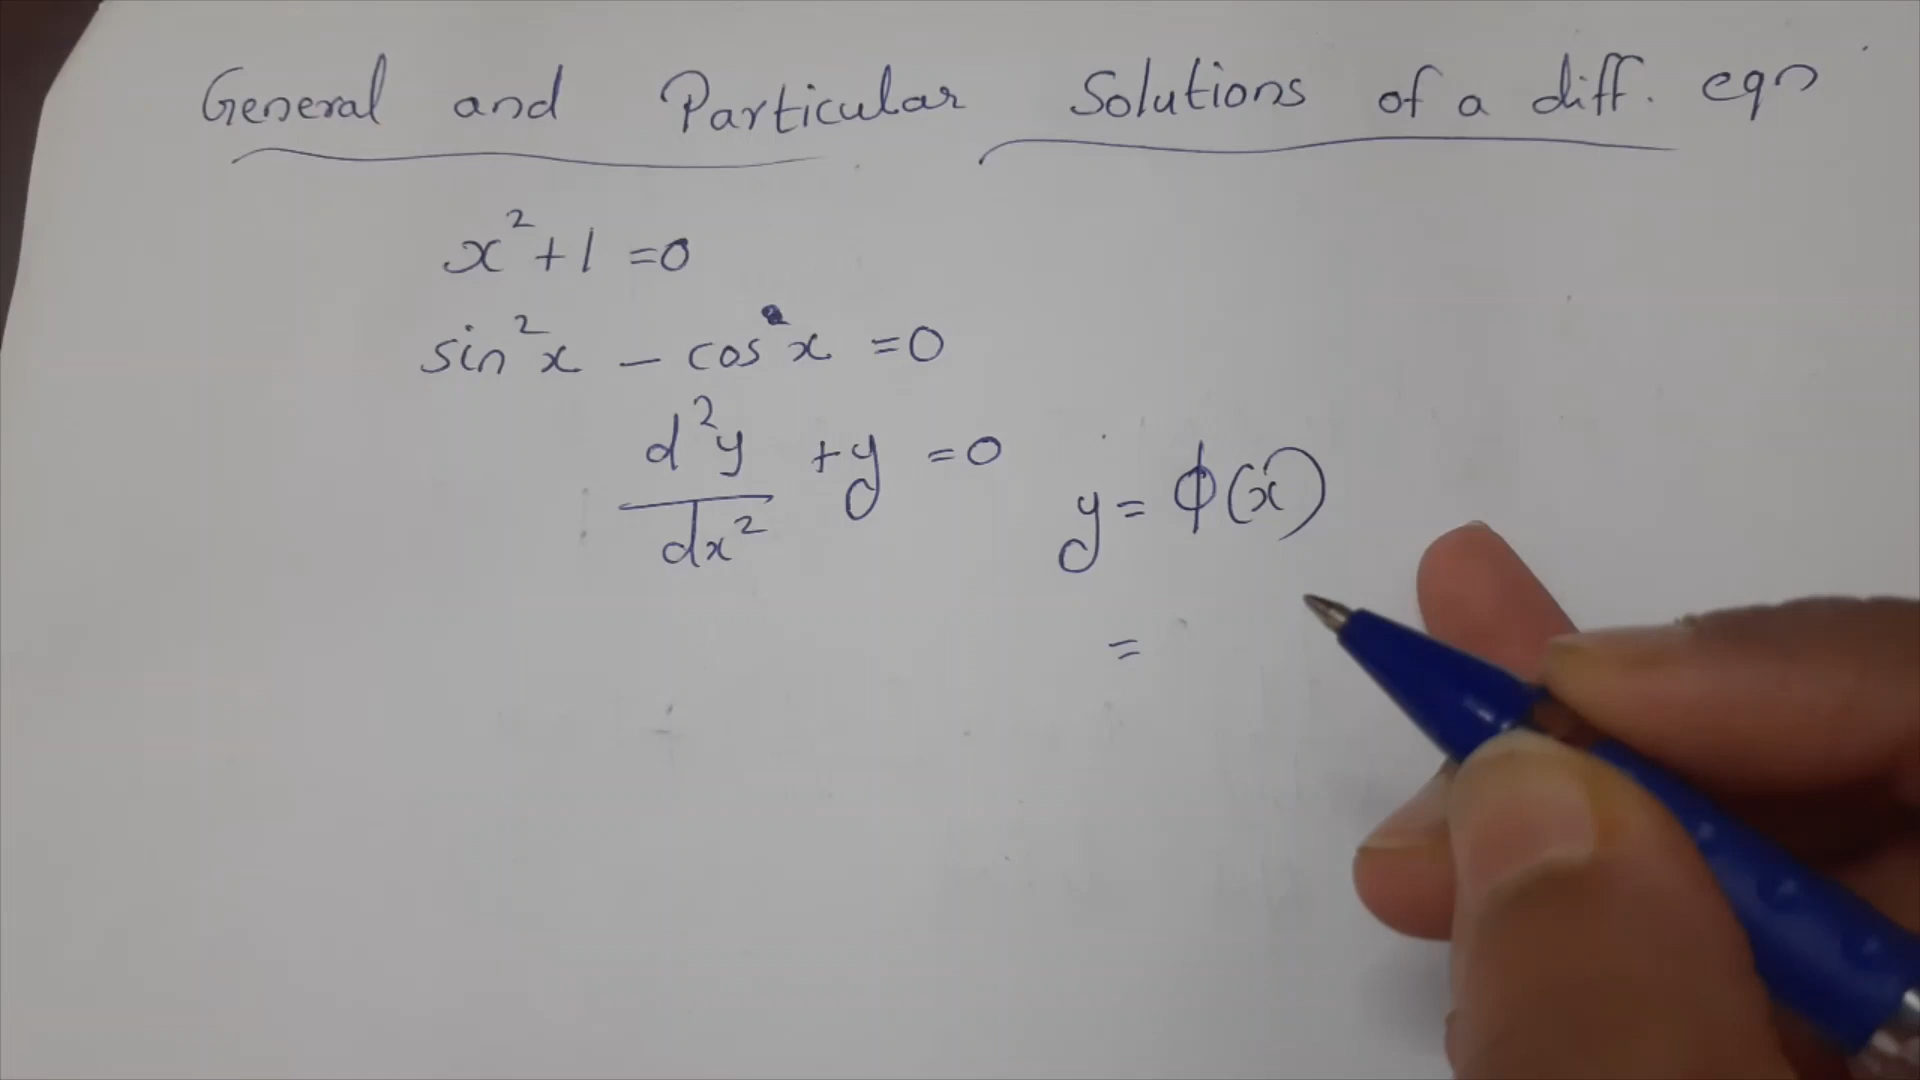 General and Particular Solutions of a diff. eqn
x² + 1 = 0
sin²x − cos²x = 0
d²y/dx² + y = 0 y = φ(x)
=